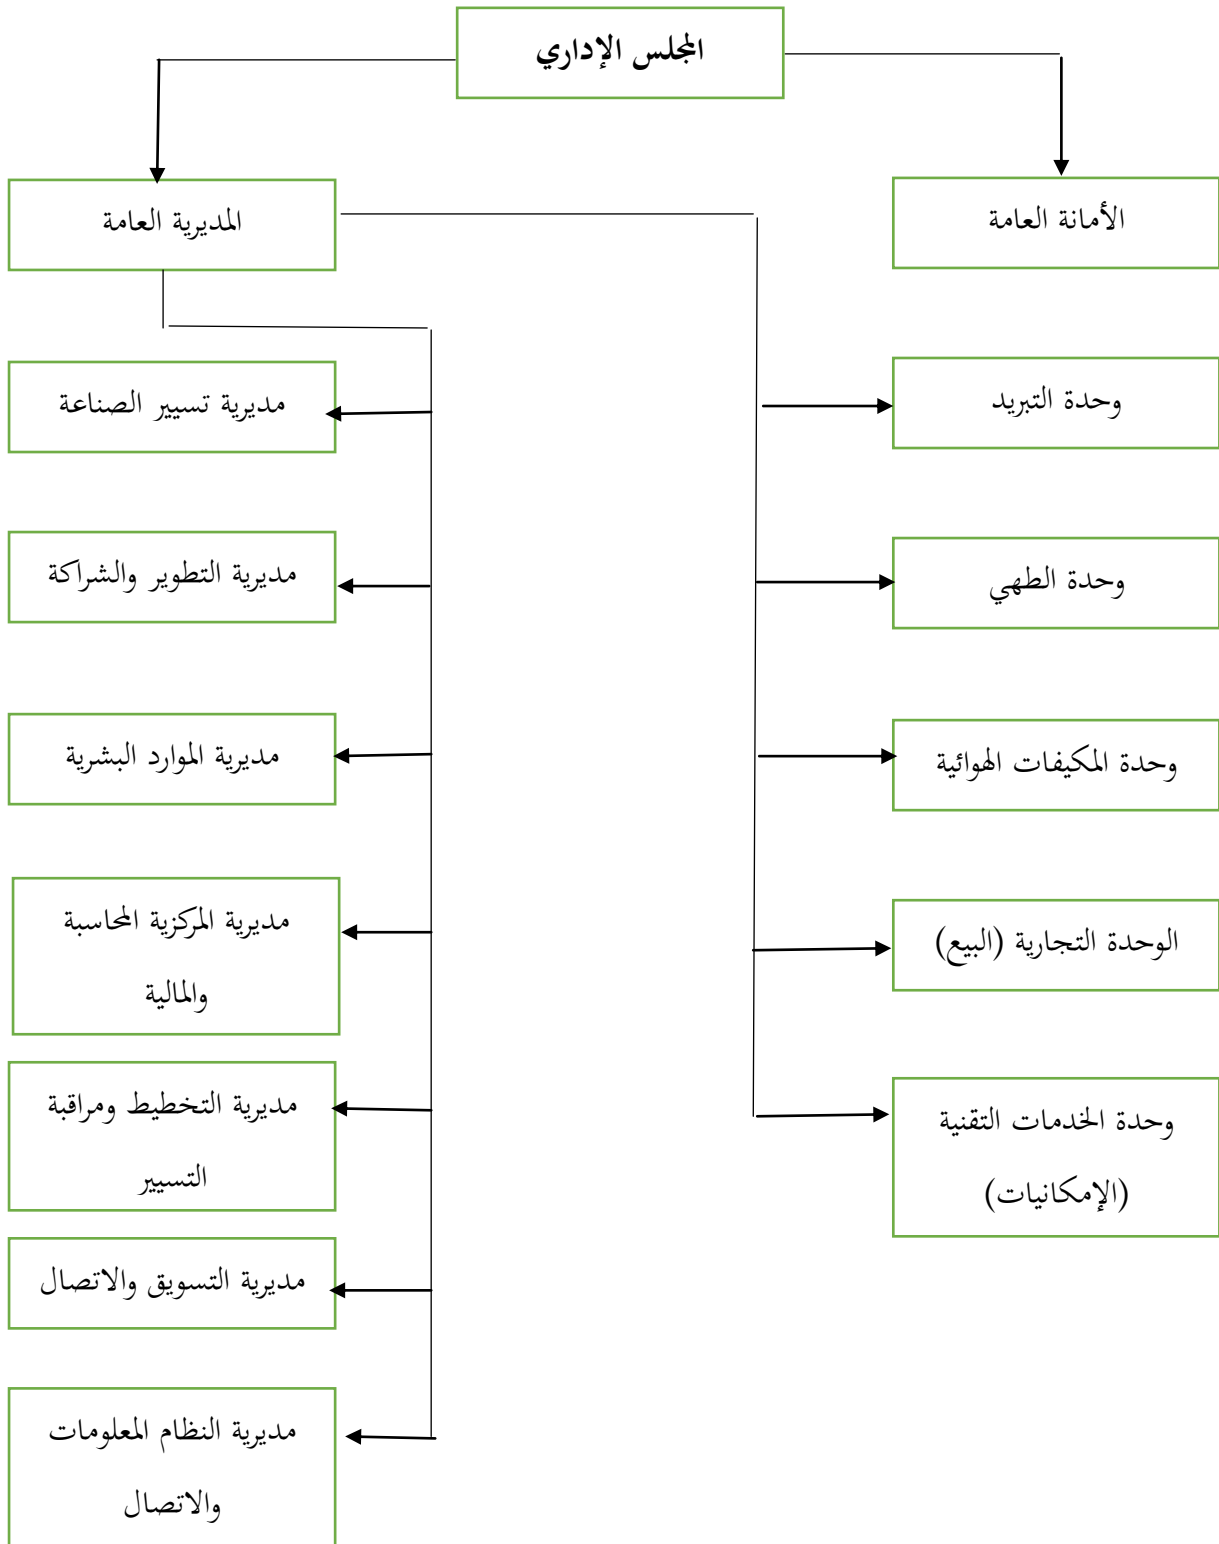 المجلس الإداري
الأمانة العامة
المديرية العامة
وحدة التبريد
مديرية تسيير الصناعة
وحدة الطهي
مديرية التطوير والشراكة
وحدة المكيفات الهوائية
مديرية الموارد البشرية
الوحدة التجارية (البيع)
مديرية المركزية المحاسبة
والمالية
وحدة الخدمات التقنية
(الإمكانيات)
مديرية التخطيط ومراقبة
التسيير
مديرية التسويق والاتصال
مديرية النظام المعلومات
والاتصال